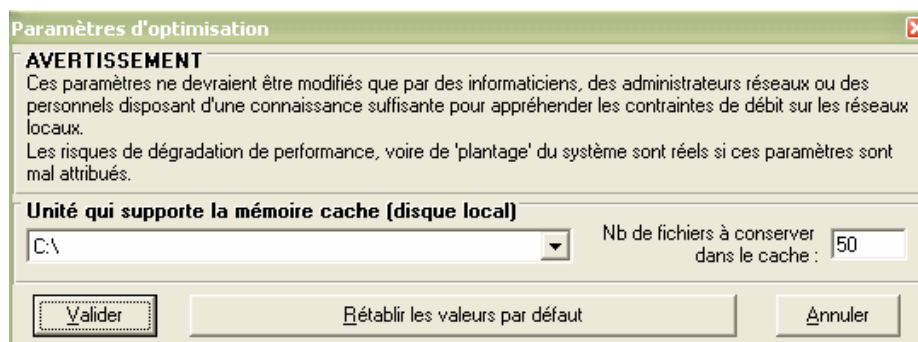 Paramètres d'optimisation
AVERTISSEMENT
Ces paramètres ne devraient être modifiés que par des informaticiens, des administrateurs réseaux ou des
personnels disposant d'une connaissance suffisante pour appréhender les contraintes de débit sur les réseaux
locaux.
Les risques de dégradation de performance, voire de 'plantage' du système sont réels si ces paramètres sont
mal attribués.
Unité qui supporte la mémoire cache (disque local)
C:\
Nb de fichiers à conserver
dans le cache :
50
Valider
Rétablir les valeurs par défaut
Annuler